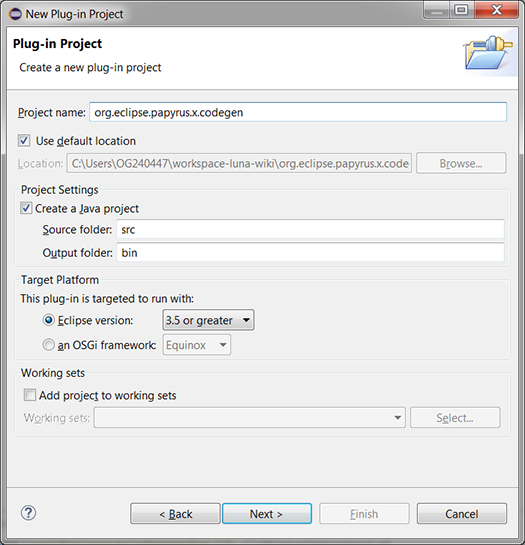 New Plug-in Project
Plug-in Project
Create a new plug-in project
Project name: org.eclipse.papyrus.x.codegen
Use default location
Location: C:\Users\OG240447\workspace-luna-wiki\org.eclipse.papyrus.x.code Browse...
Project Settings
Create a Java project
Source folder: src
Output folder: bin
Target Platform
This plug-in is targeted to run with:
Eclipse version: 3.5 or greater
an OSGi framework: Equinox
Working sets
Add project to working sets
Working sets: Select...
? < Back Next > Finish Cancel